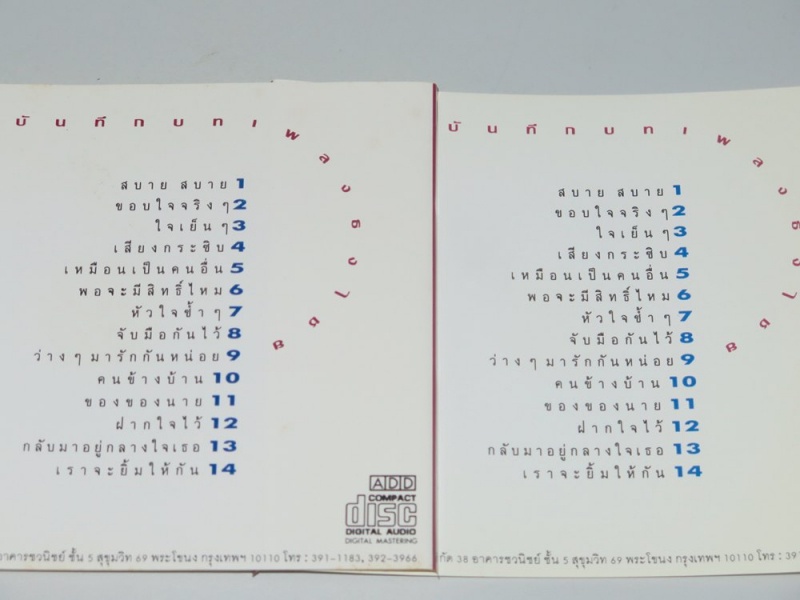 บันทึกบทเพลงธงไชย
สบาย สบาย 1
ขอบใจจริงๆ 2
ใจเย็นๆ 3
เสียงกระซิบ 4
เหมือนเป็นคนอื่น 5
พอจะมีสิทธิ์ไหม 6
หัวใจช้ำๆ 7
จับมือกันไว้ 8
ว่างๆ มารักกันหน่อย 9
คนข้างบ้าน 10
ของของนาย 11
ฝากใจไว้ 12
กลับมาอยู่กลางใจเธอ 13
เราจะยิ้มให้กัน 14
ADD
COMPACT
disc
DIGITAL AUDIO
DIGITAL MASTERING
อาคารชวนิชย์ ชั้น 5 สุขุมวิท 69 พระโขนง กรุงเทพฯ 10110 โทร : 391-1183, 392-3966
บันทึกบทเพลงธงไชย
สบาย สบาย 1
ขอบใจจริงๆ 2
ใจเย็นๆ 3
เสียงกระซิบ 4
เหมือนเป็นคนอื่น 5
พอจะมีสิทธิ์ไหม 6
หัวใจช้ำๆ 7
จับมือกันไว้ 8
ว่างๆ มารักกันหน่อย 9
คนข้างบ้าน 10
ของของนาย 11
ฝากใจไว้ 12
กลับมาอยู่กลางใจเธอ 13
เราจะยิ้มให้กัน 14
กัด 38 อาคารชวนิชย์ ชั้น 5 สุขุมวิท 69 พระโขนง กรุงเทพฯ 10110 โทร : 391